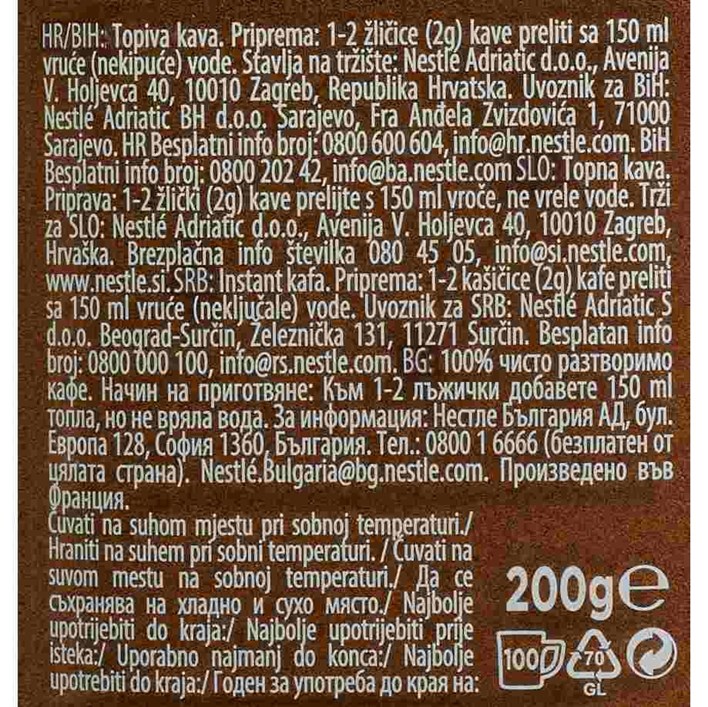 HR/BIH: Topiva kava. Priprema: 1-2 žličice (2g) kave preliti sa 150 ml
vruće (nekipuće) vode. Stavlja na tržište: Nestlé Adriatic d.o.o., Avenija
V. Holjevca 40, 10010 Zagreb, Republika Hrvatska. Uvoznik za BiH:
Nestlé Adriatic BH d.o.o. Sarajevo, Fra Anđela Zvizdovića 1, 71000
Sarajevo. HR Besplatni info broj: 0800 600 604, info@hr.nestle.com. BiH
Besplatni info broj: 0800 202 42, info@ba.nestle.com SLO: Topna kava.
Priprava: 1-2 žlički (2g) kave prelijte s 150 ml vroče, ne vrele vode. Trži
za SLO: Nestlé Adriatic d.o.o., Avenija V. Holjevca 40, 10010 Zagreb,
Hrvaška. Brezplačna info številka 080 45 05, info@si.nestle.com,
www.nestle.si. SRB: Instant kafa. Priprema: 1-2 kašičice (2g) kafe preliti
sa 150 ml vruće (neključale) vode. Uvoznik za SRB: Nestlé Adriatic S
d.o.o. Beograd-Surčin, Železnička 131, 11271 Surčin. Besplatan info
broj: 0800 000 100, info@rs.nestle.com. BG: 100% чисто разтворимо
кафе. Начин на приготвяне: Към 1-2 лъжички добавете 150 ml
топла, но не вряла вода. За информация: Нестле България АД, бул.
Европа 128, София 1360, България. Тел.: 0800 1 6666 (безплатен от
цялата страна). Nestlé.Bulgaria@bg.nestle.com. Произведено във
Франция.
Čuvati na suhom mjestu pri sobnoj temperaturi./
Hraniti na suhem pri sobni temperaturi. / Čuvati na
suvom mestu na sobnoj temperaturi./ Да се
съхранява на хладно и сухо място./ Najbolje
upotrijebiti do kraja:/ Najbolje upotrijebiti prije
isteka:/ Uporabno najmanj do konca:/ Najbolje
upotrebiti do kraja:/ Годен за употреба до края на:
200g℮
100
70
GL